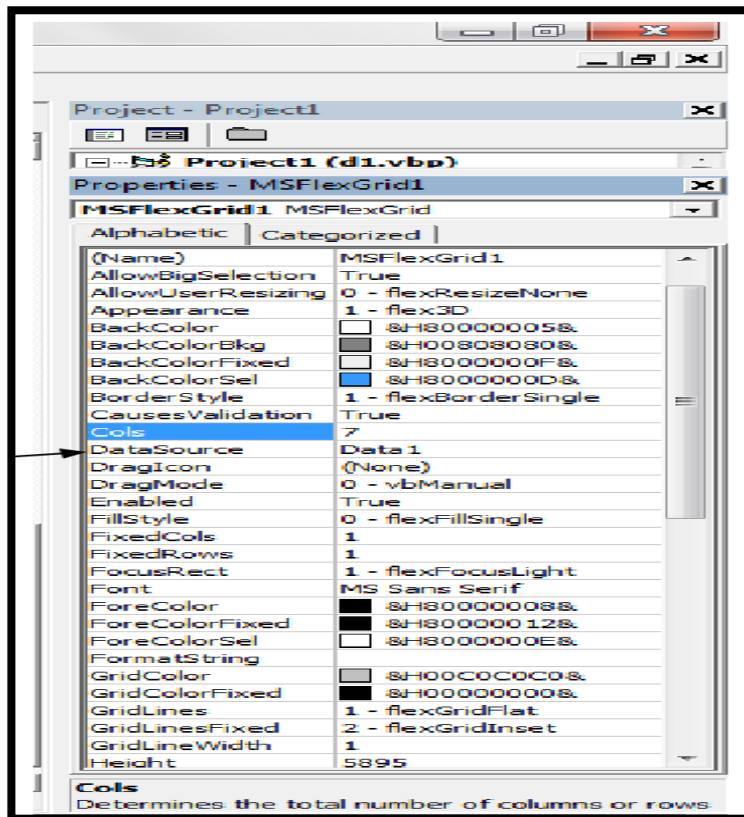 Project - Project1
Project1 (d1.vbp)
Properties - MSFlexGrid1
MSFlexGrid1 MSFlexGrid
Alphabetic Categorized
(Name) MSFlexGrid1
AllowBigSelection True
AllowUserResizing 0 - flexResizeNone
Appearance 1 - flex3D
BackColor &H80000005&
BackColorBkg &H00808080&
BackColorFixed &H8000000F&
BackColorSel &H8000000D&
BorderStyle 1 - flexBorderSingle
CausesValidation True
Cols 7
DataSource Data1
DragIcon (None)
DragMode 0 - vbManual
Enabled True
FillStyle 0 - flexFillSingle
FixedCols 1
FixedRows 1
FocusRect 1 - flexFocusLight
Font MS Sans Serif
ForeColor &H80000008&
ForeColorFixed &H80000012&
ForeColorSel &H8000000E&
FormatString
GridColor &H00C0C0C0&
GridColorFixed &H00000000&
GridLines 1 - flexGridFlat
GridLinesFixed 2 - flexGridInset
GridLineWidth 1
Height 5895
Cols
Determines the total number of columns or rows